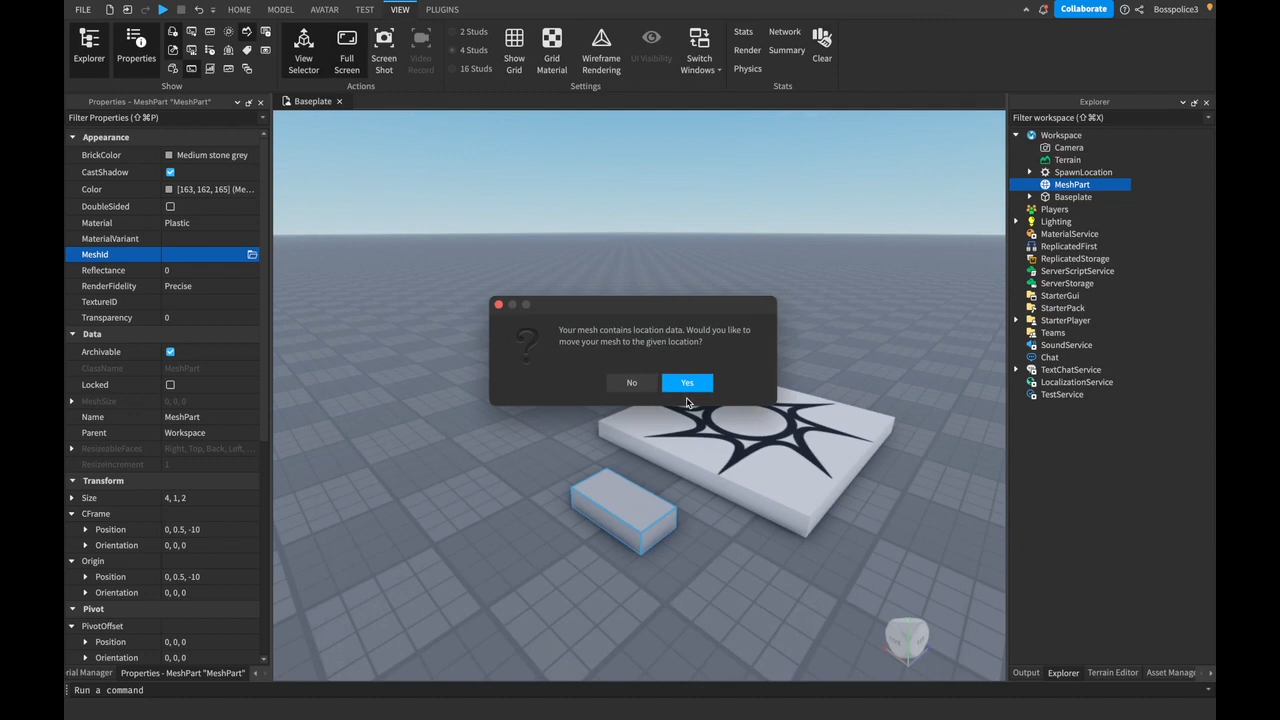 FILE
HOME
MODEL
AVATAR
TEST
VIEW
PLUGINS
Collaborate
Bosspolice3
Explorer
Properties
Show
View
Selector
Full
Screen
Screen
Shot
Video
Record
Actions
2 Studs
4 Studs
16 Studs
Show
Grid
Grid
Material
Wireframe
Rendering
UI Visibility
Switch
Windows
Settings
Stats
Network
Render
Summary
Physics
Clear
Stats
Properties - MeshPart "MeshPart"
Filter Properties (⇧⌘P)
Appearance
BrickColor Medium stone grey
CastShadow
Color [163, 162, 165] (Me...
DoubleSided
Material Plastic
MaterialVariant
MeshId
Reflectance 0
RenderFidelity Precise
TextureID
Transparency 0
Data
Archivable
ClassName MeshPart
Locked
MeshSize 0, 0, 0
Name MeshPart
Parent Workspace
ResizeableFaces Right, Top, Back, Left, ...
ResizeIncrement 1
Transform
Size 4, 1, 2
CFrame
Position 0, 0.5, -10
Orientation 0, 0, 0
Origin
Position 0, 0.5, -10
Orientation 0, 0, 0
Pivot
PivotOffset
Position 0, 0, 0
Orientation 0, 0, 0
erial Manager
Properties - MeshPart "MeshPart"
Run a command
Baseplate
Your mesh contains location data. Would you like to
move your mesh to the given location?
No
Yes
Explorer
Filter workspace (⇧⌘X)
Workspace
Camera
Terrain
SpawnLocation
MeshPart
Baseplate
Players
Lighting
MaterialService
ReplicatedFirst
ReplicatedStorage
ServerScriptService
ServerStorage
StarterGui
StarterPack
StarterPlayer
Teams
SoundService
Chat
TextChatService
LocalizationService
TestService
Output
Explorer
Terrain Editor
Asset Manag